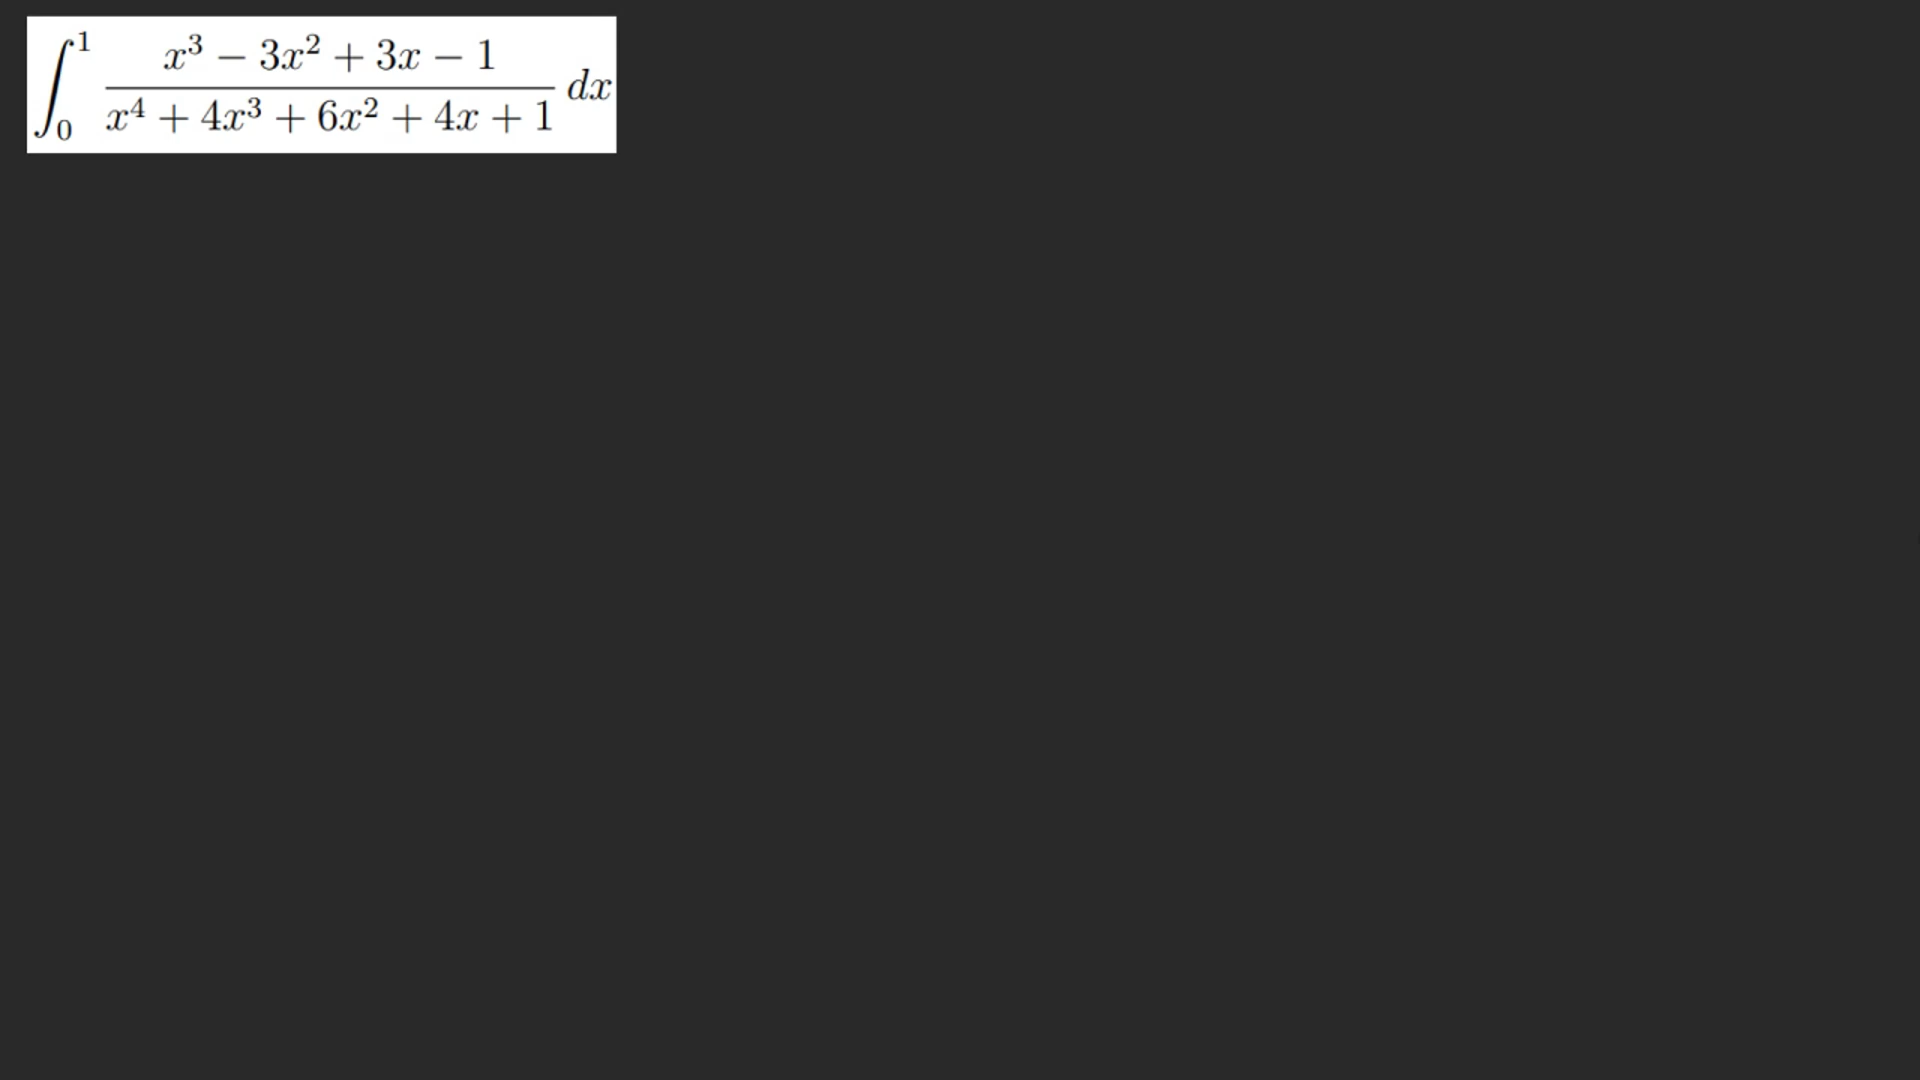 ∫₀¹ (x³ − 3x² + 3x − 1)/(x⁴ + 4x³ + 6x² + 4x + 1) dx